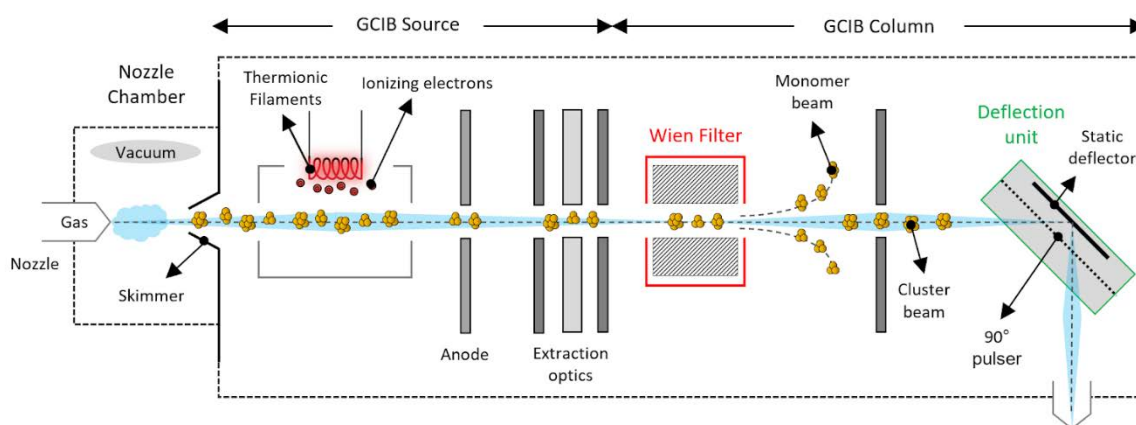 GCIB Source
GCIB Column
Nozzle
Chamber
Thermionic
Filaments
Ionizing electrons
Monomer
beam
Deflection
unit
Static
deflector
Vacuum
Wien Filter
Gas
Nozzle
Skimmer
Anode
Extraction
optics
Cluster
beam
90°
pulser